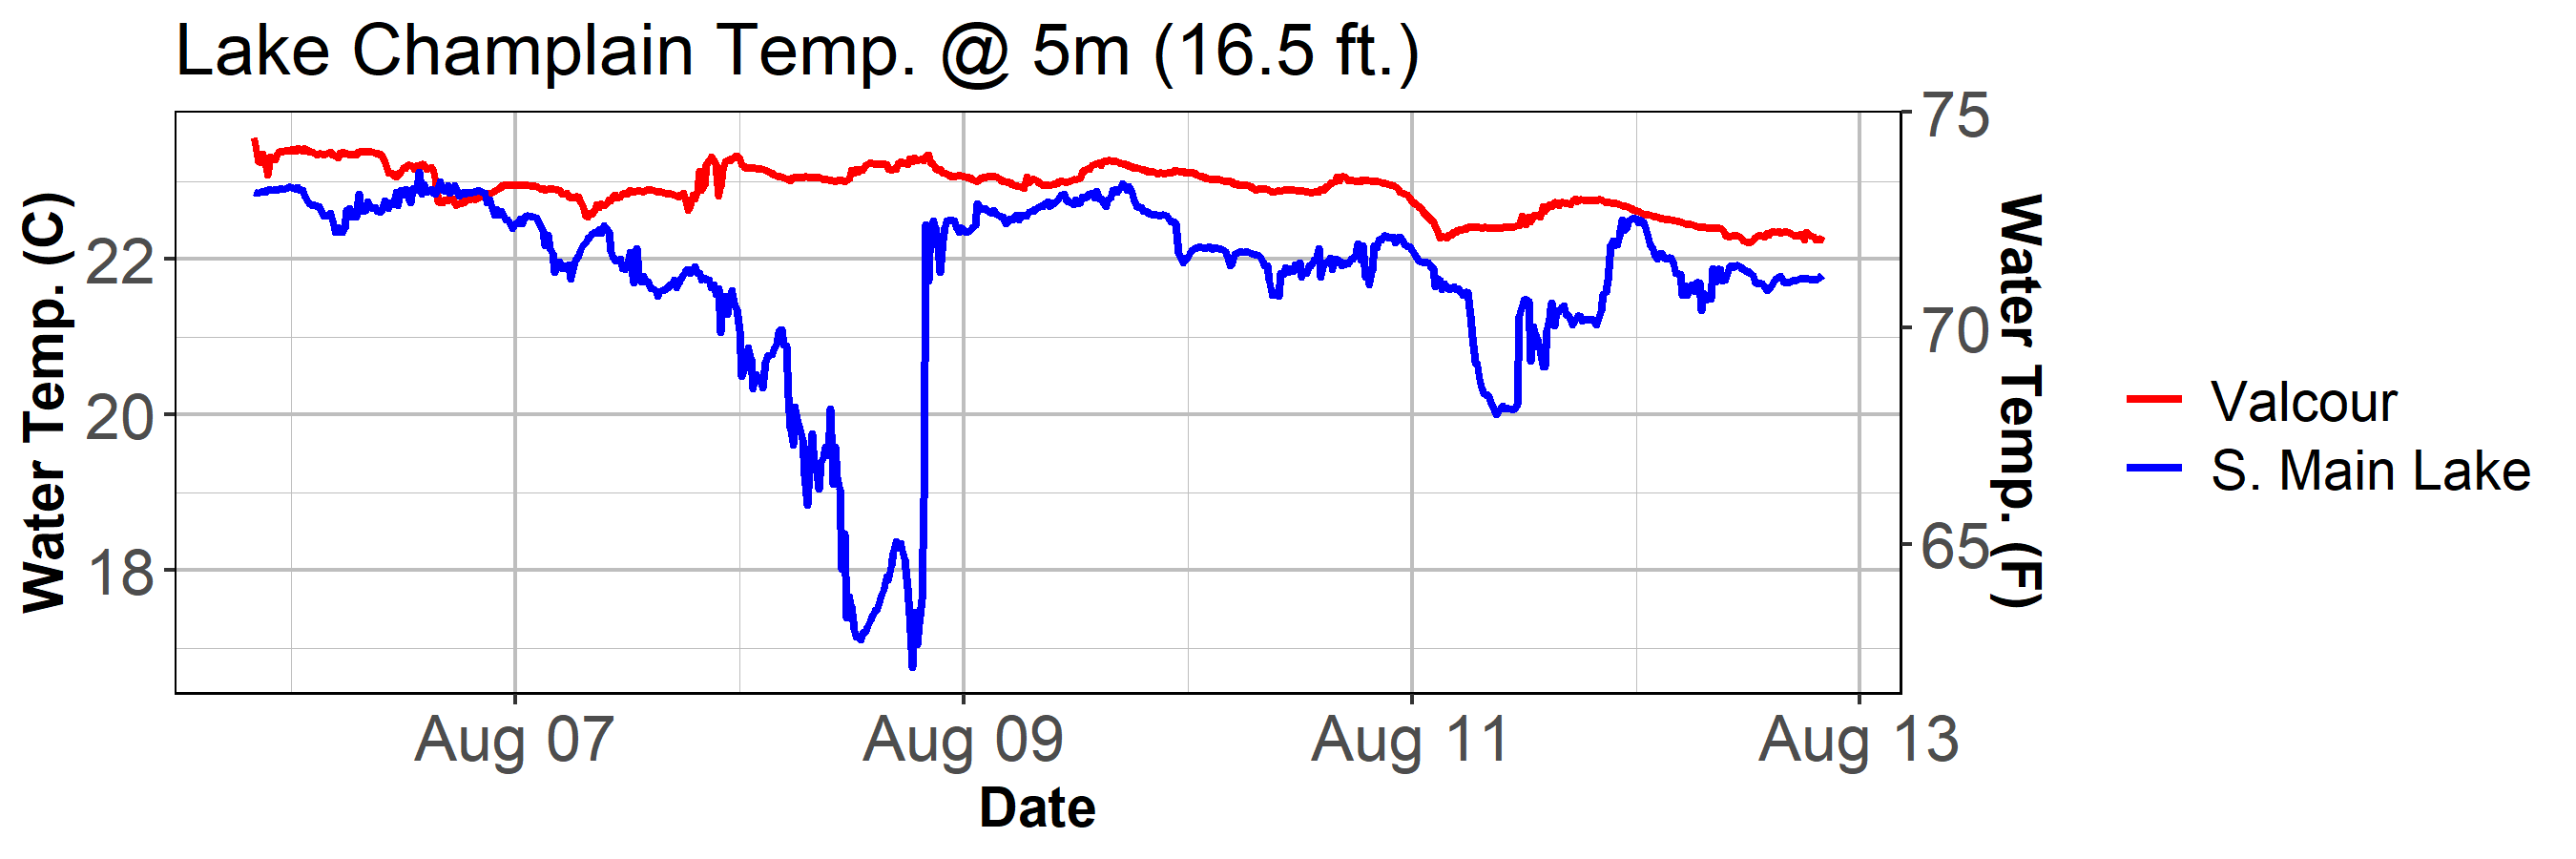 Lake Champlain Temp. @ 5m (16.5 ft.)
Water Temp. (C)
22
20
18
75
70
65
Water Temp. (F)
Aug 07
Aug 09
Aug 11
Aug 13
Date
Valcour
S. Main Lake